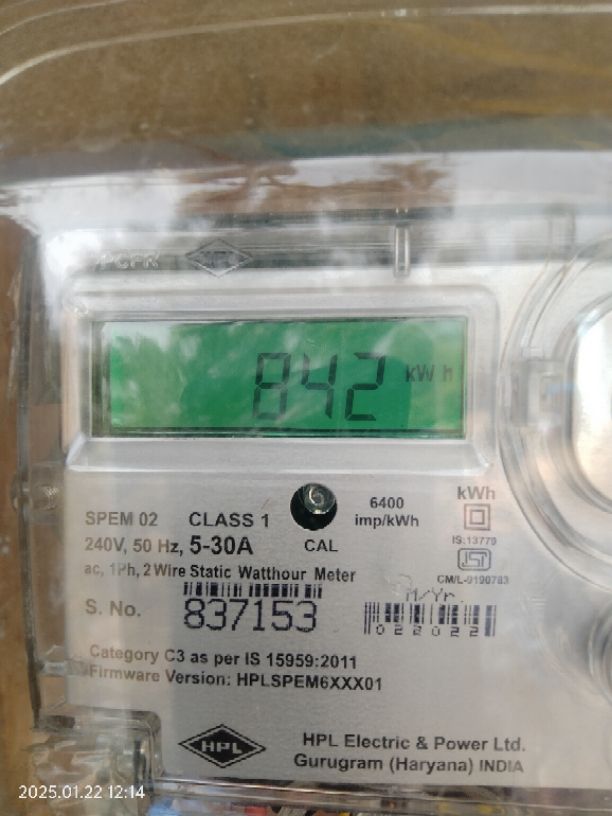 HPL
842 kW h
SPEM 02 CLASS 1
6400
imp/kWh
kWh
240V, 50 Hz, 5-30A
CAL
IS:13779
ac, 1Ph, 2 Wire Static Watthour Meter
CM/L-9190783
S. No. 837153
M/Yr.
022022
Category C3 as per IS 15959:2011
Firmware Version: HPLSPEM6XXX01
HPL
HPL Electric & Power Ltd.
Gurugram (Haryana) INDIA
2025.01.22 12:14